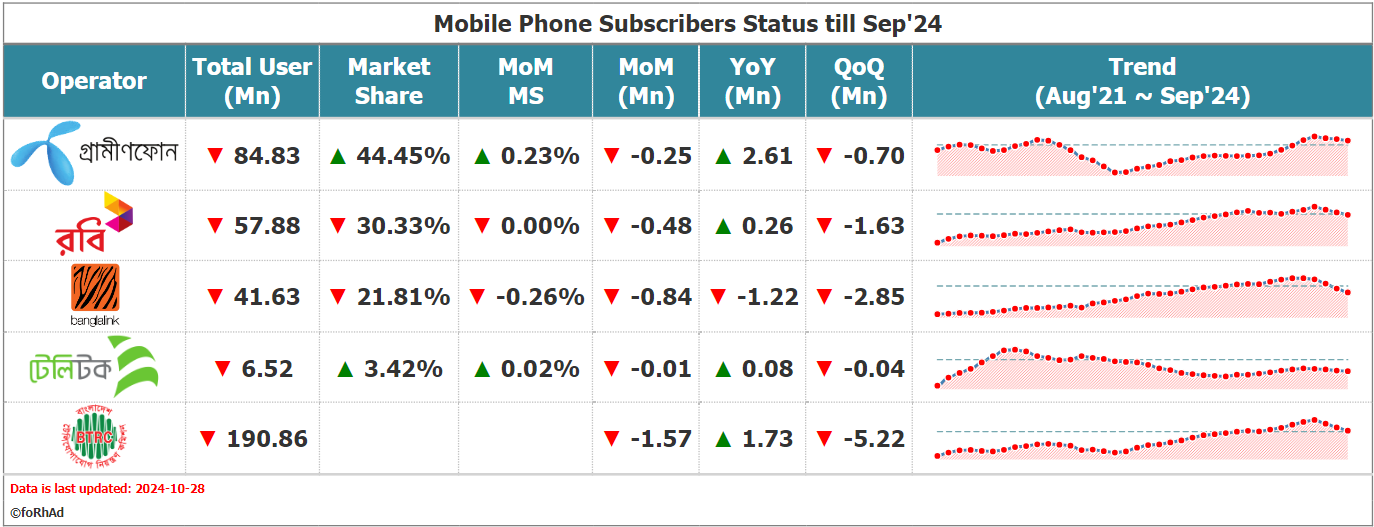 Mobile Phone Subscribers Status till Sep'24
Operator Total User (Mn) Market Share MoM MS MoM (Mn) YoY (Mn) QoQ (Mn) Trend (Aug'21 ~ Sep'24)
গ্রামীণফোন ▼ 84.83 ▲ 44.45% ▲ 0.23% ▼ -0.25 ▲ 2.61 ▼ -0.70
রবি ▼ 57.88 ▼ 30.33% ▼ 0.00% ▼ -0.48 ▲ 0.26 ▼ -1.63
banglalink ▼ 41.63 ▼ 21.81% ▼ -0.26% ▼ -0.84 ▼ -1.22 ▼ -2.85
টেলিটক ▼ 6.52 ▲ 3.42% ▲ 0.02% ▼ -0.01 ▲ 0.08 ▼ -0.04
বাংলাদেশ টেলিযোগাযোগ নিয়ন্ত্রণ কমিশন BTRC ▼ 190.86 ▼ -1.57 ▲ 1.73 ▼ -5.22
Data is last updated: 2024-10-28
©foRhAd